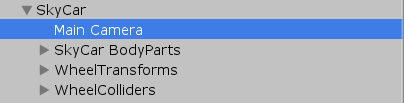 SkyCar
Main Camera
SkyCar BodyParts
WheelTransforms
WheelColliders